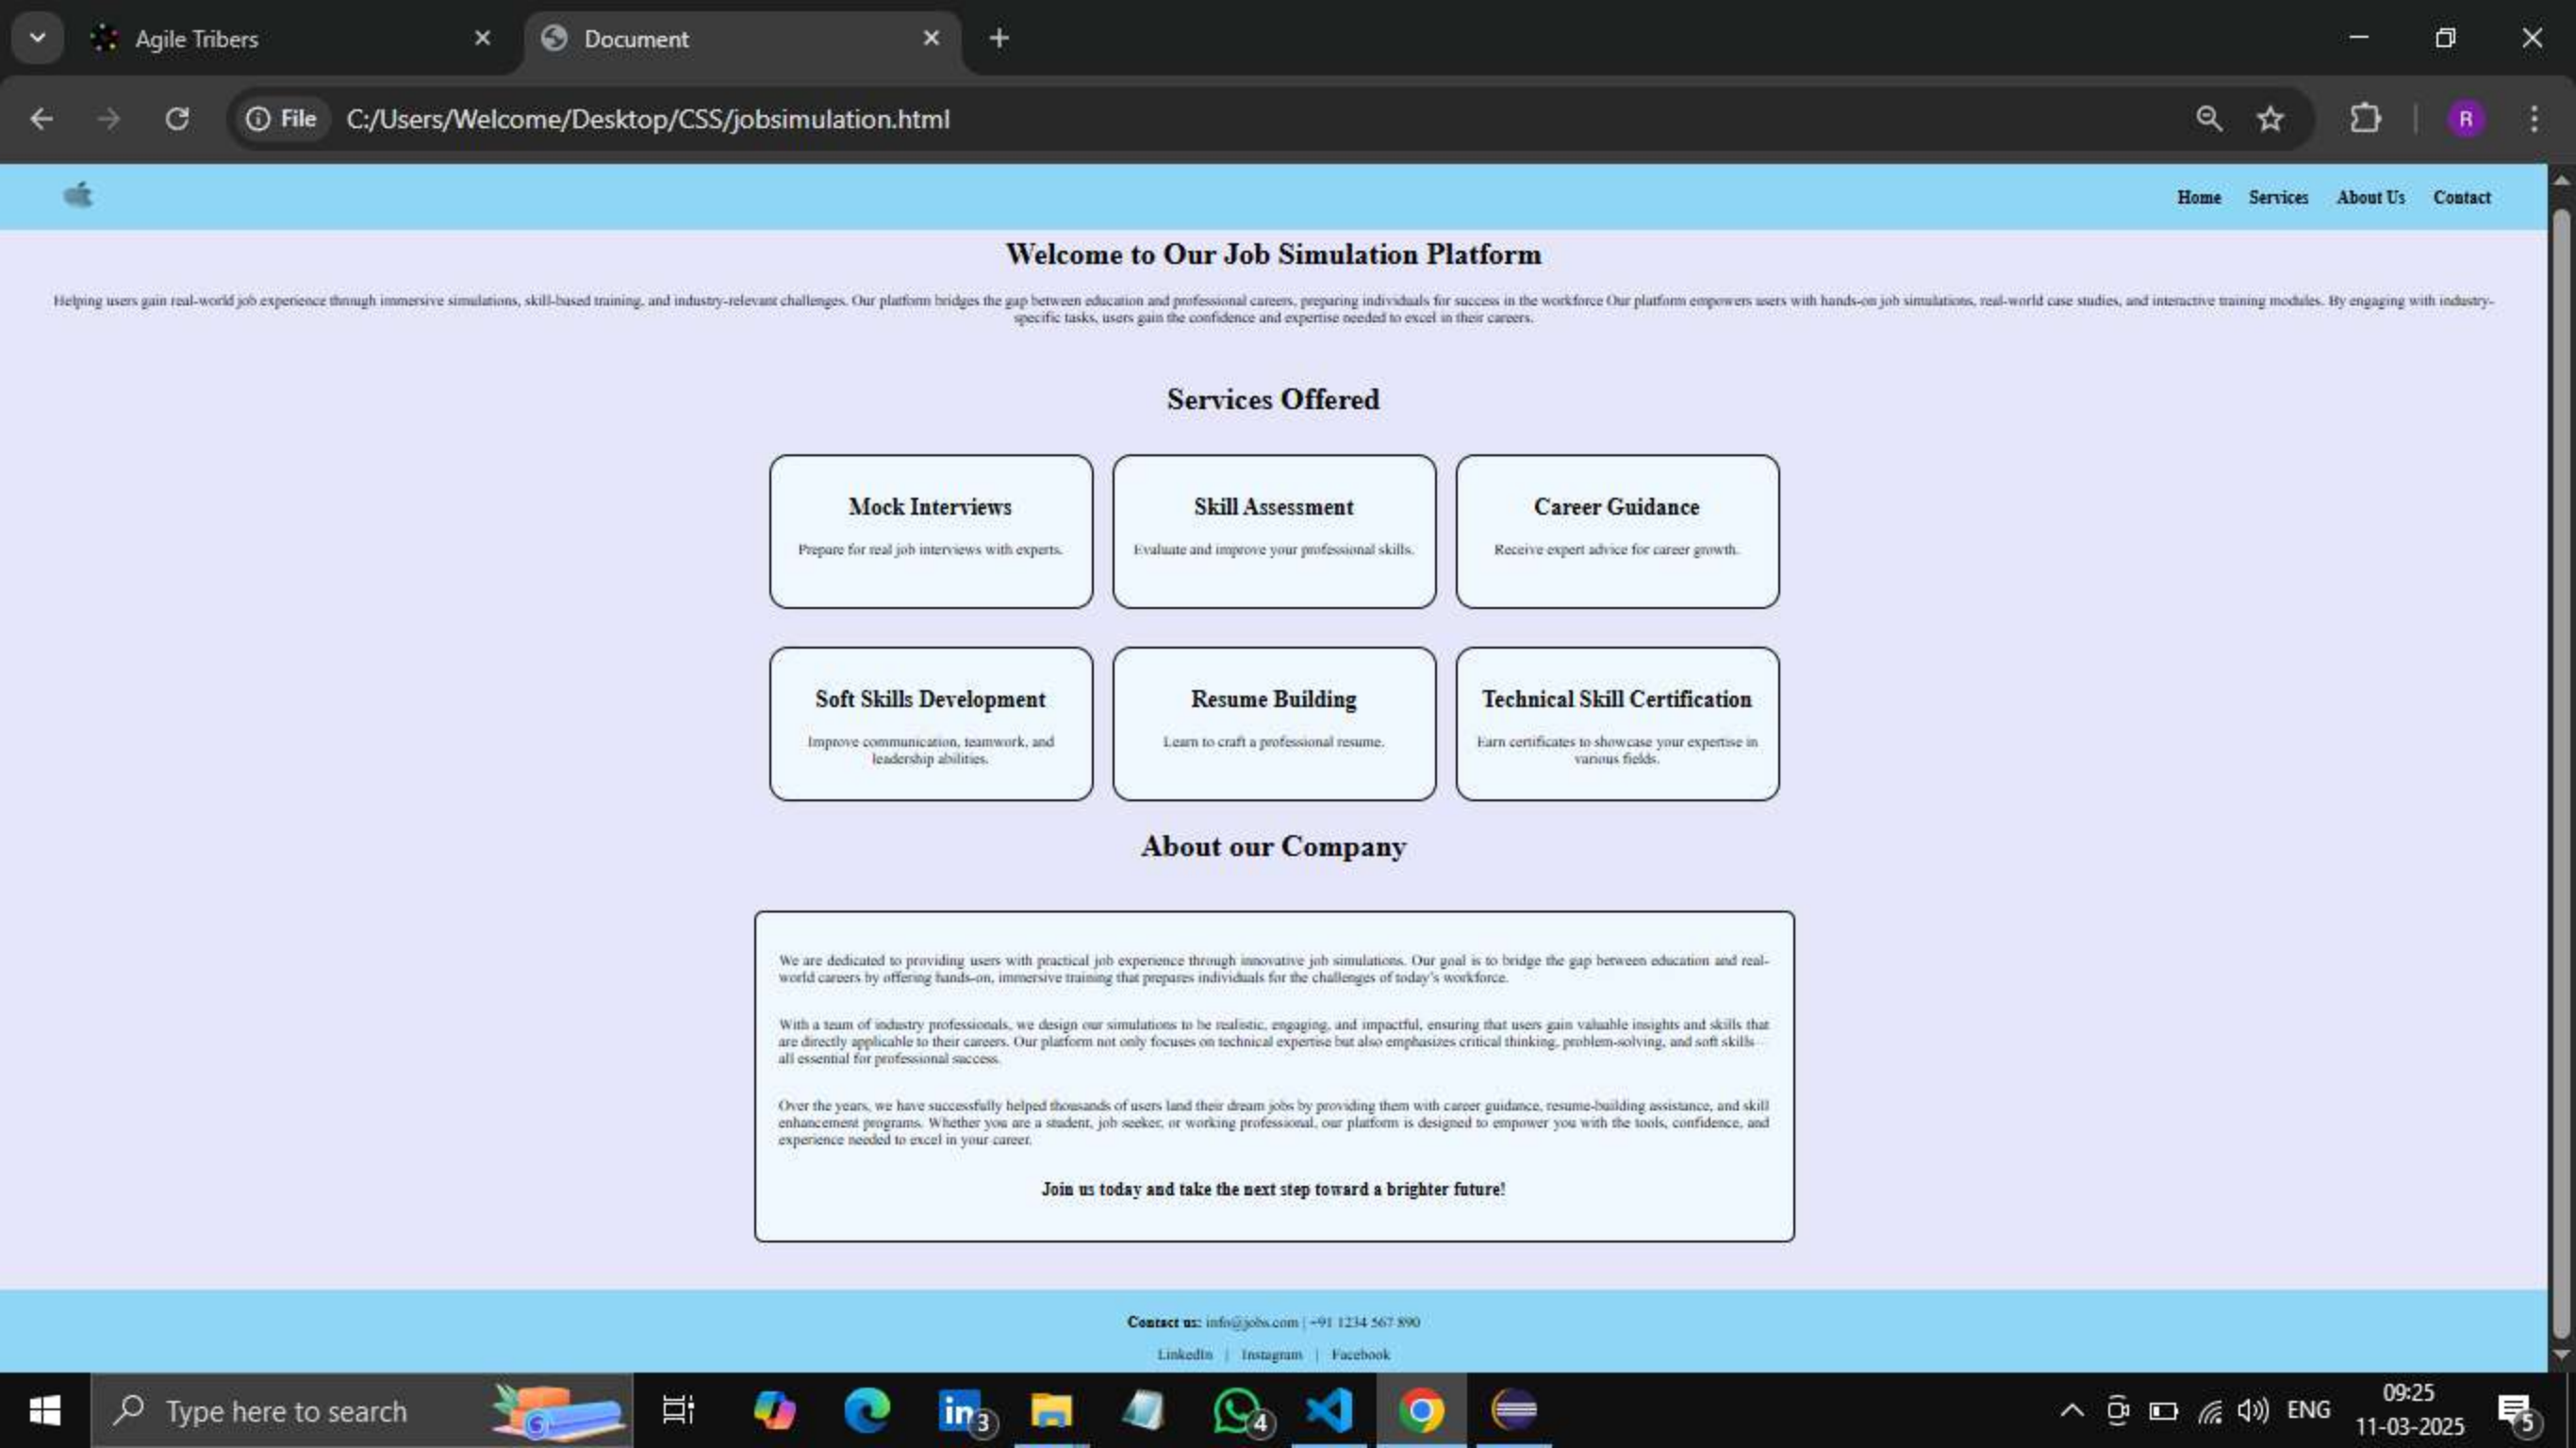 Agile Tribers
Document
File
C:/Users/Welcome/Desktop/CSS/jobsimulation.html
R
Home Services About Us Contact
Welcome to Our Job Simulation Platform
Helping users gain real-world job experience through immersive simulations, skill-based training, and industry-relevant challenges. Our platform bridges the gap between education and professional careers, preparing individuals for success in the workforce Our platform empowers users with hands-on job simulations, real-world case studies, and interactive training modules. By engaging with industry-
specific tasks, users gain the confidence and expertise needed to excel in their careers.
Services Offered
Mock Interviews
Prepare for real job interviews with experts.
Skill Assessment
Evaluate and improve your professional skills.
Career Guidance
Receive expert advice for career growth.
Soft Skills Development
Improve communication, teamwork, and
leadership abilities.
Resume Building
Learn to craft a professional resume.
Technical Skill Certification
Earn certificates to showcase your expertise in
various fields.
About our Company
We are dedicated to providing users with practical job experience through innovative job simulations. Our goal is to bridge the gap between education and real-
world careers by offering hands-on, immersive training that prepares individuals for the challenges of today's workforce.
With a team of industry professionals, we design our simulations to be realistic, engaging, and impactful, ensuring that users gain valuable insights and skills that
are directly applicable to their careers. Our platform not only focuses on technical expertise but also emphasizes critical thinking, problem-solving, and soft skills—
all essential for professional success.
Over the years, we have successfully helped thousands of users land their dream jobs by providing them with career guidance, resume-building assistance, and skill
enhancement programs. Whether you are a student, job seeker, or working professional, our platform is designed to empower you with the tools, confidence, and
experience needed to excel in your career.
Join us today and take the next step toward a brighter future!
Contact us: info@jobs.com | +91 1234 567 890
LinkedIn | Instagram | Facebook
Type here to search
in 3
4
ENG
09:25
11-03-2025
5